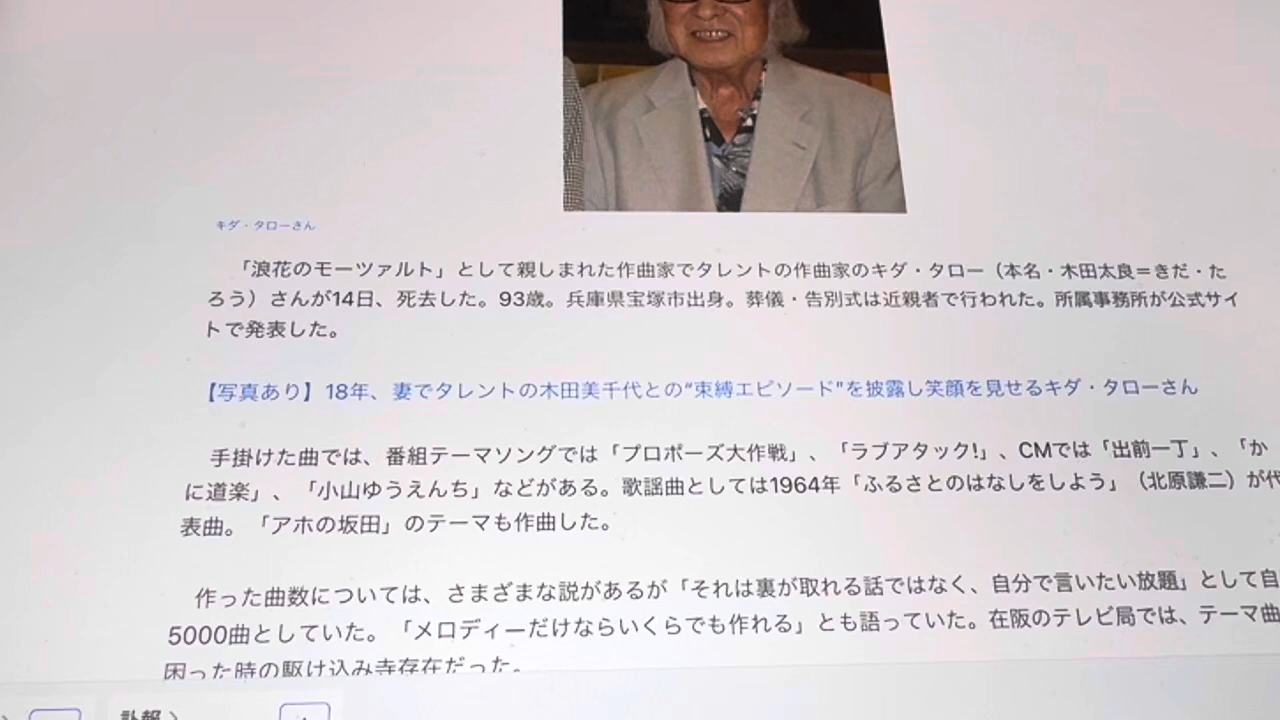 キダ・タローさん
「浪花のモーツァルト」として親しまれた作曲家でタレントの作曲家のキダ・タロー（本名・木田太良＝きだ・た
ろう）さんが14日、死去した。93歳。兵庫県宝塚市出身。葬儀・告別式は近親者で行われた。所属事務所が公式サイ
トで発表した。
【写真あり】18年、妻でタレントの木田美千代との“束縛エピソード”を披露し笑顔を見せるキダ・タローさん
手掛けた曲では、番組テーマソングでは「プロポーズ大作戦」、「ラブアタック!」、CMでは「出前一丁」、「か
に道楽」、「小山ゆうえんち」などがある。歌謡曲としては1964年「ふるさとのはなしをしよう」（北原謙二）が代
表曲。「アホの坂田」のテーマも作曲した。
作った曲数については、さまざまな説があるが「それは裏が取れる話ではなく、自分で言いたい放題」として自
5000曲としていた。「メロディーだけならいくらでも作れる」とも語っていた。在阪のテレビ局では、テーマ曲
困った時の駆け込み寺存在だった。
訃報